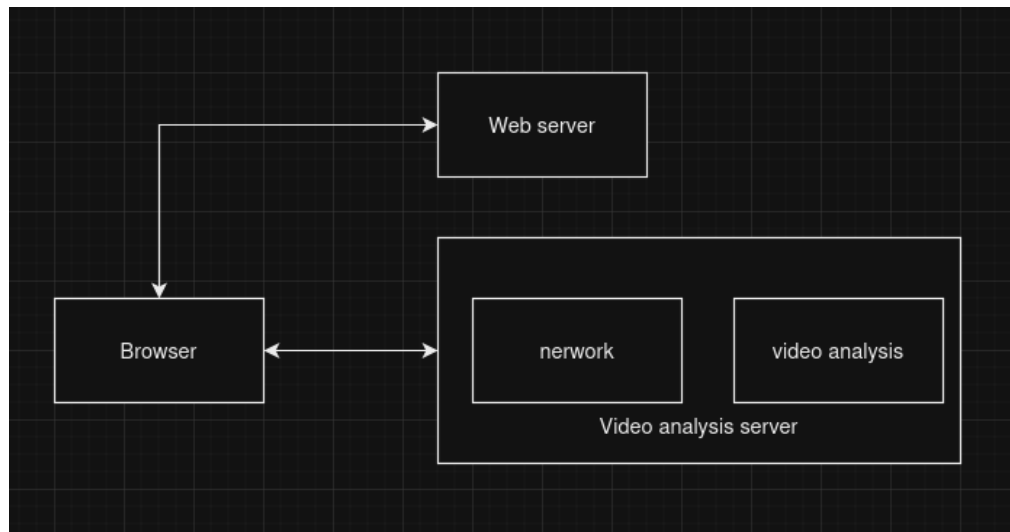 Web server
Browser
nerwork
video analysis
Video analysis server